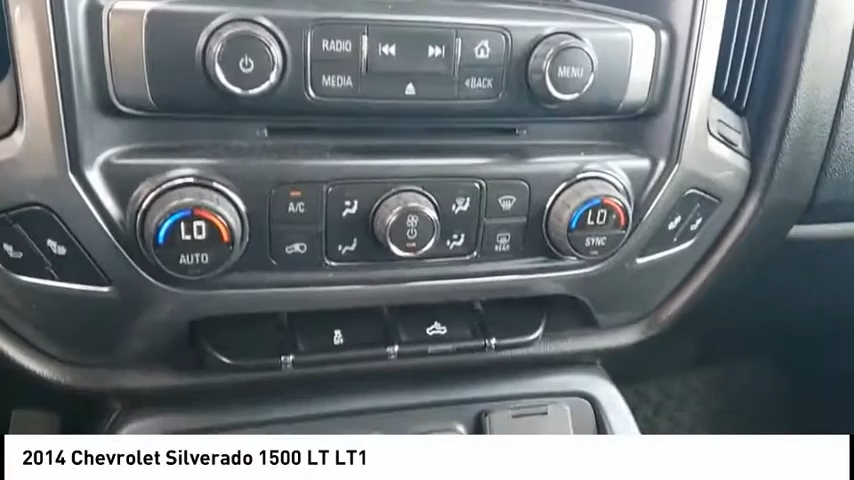 RADIO
MEDIA
BACK
MENU
A/C
LO
AUTO
REAR
LO
SYNC
2014 Chevrolet Silverado 1500 LT LT1